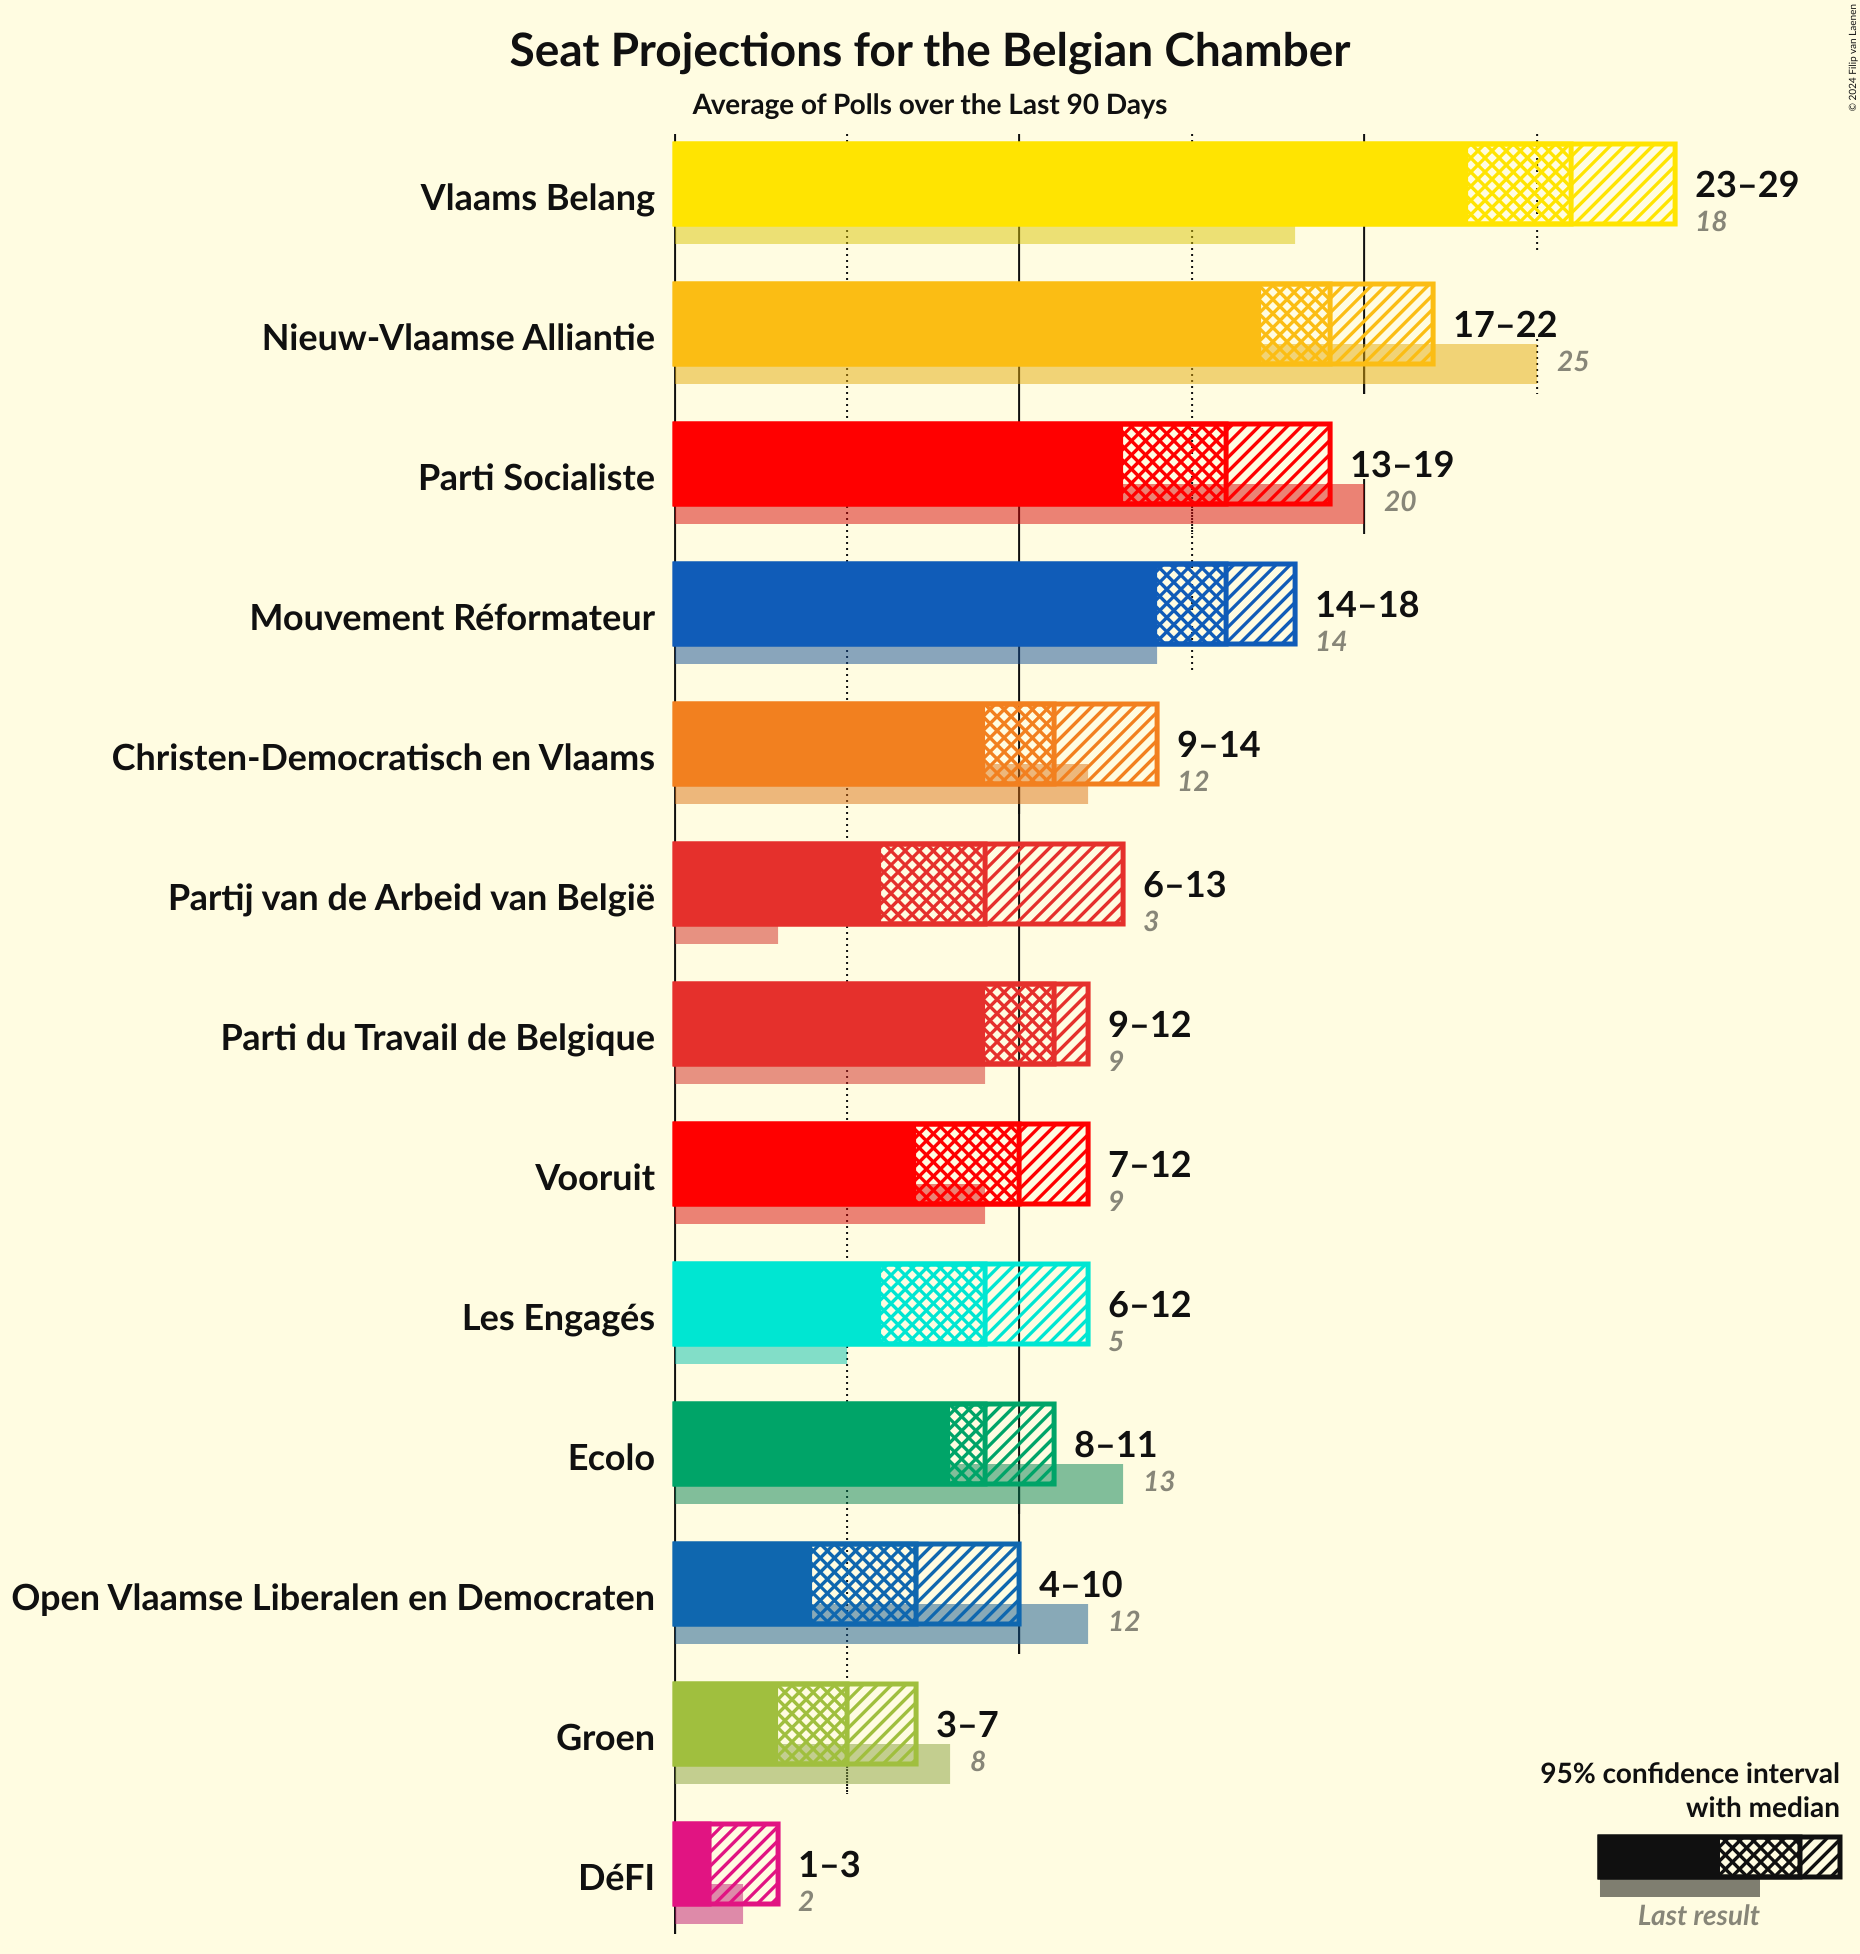 Seat Projections for the Belgian Chamber
Average of Polls over the Last 90 Days
© 2024 Filip van Laenen
Vlaams Belang
23–29
18
Nieuw-Vlaamse Alliantie
17–22
25
Parti Socialiste
13–19
20
Mouvement Réformateur
14–18
14
Christen-Democratisch en Vlaams
9–14
12
Partij van de Arbeid van België
6–13
3
Parti du Travail de Belgique
9–12
9
Vooruit
7–12
9
Les Engagés
6–12
5
Ecolo
8–11
13
Open Vlaamse Liberalen en Democraten
4–10
12
Groen
3–7
8
DéFI
1–3
2
95% confidence interval
with median
Last result